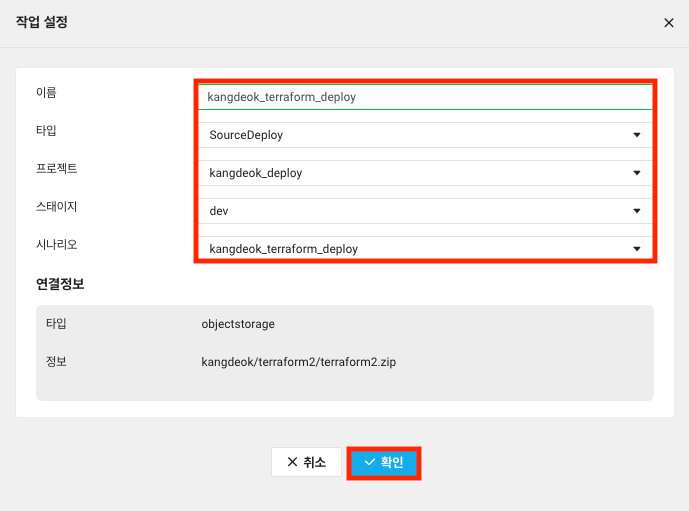 작업 설정
이름
kangdeok_terraform_deploy
타입
SourceDeploy
프로젝트
kangdeok_deploy
스태이지
dev
시나리오
kangdeok_terraform_deploy
연결정보
타입
objectstorage
정보
kangdeok/terraform2/terraform2.zip
취소
확인